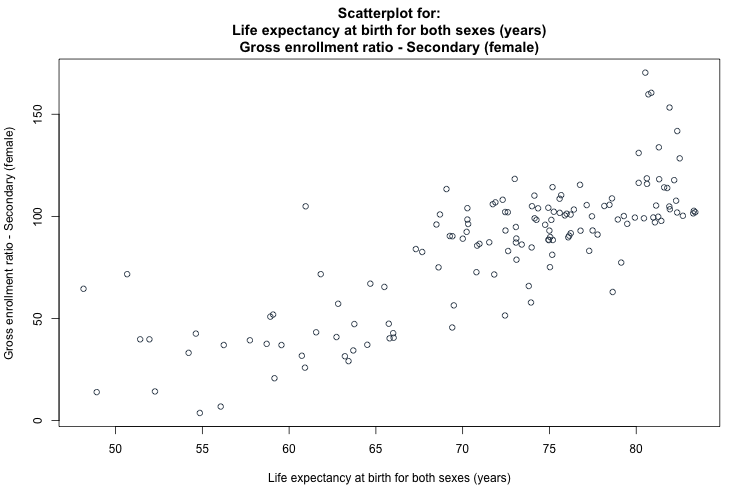 Scatterplot for:
Life expectancy at birth for both sexes (years)
Gross enrollment ratio - Secondary (female)
Gross enrollment ratio - Secondary (female)
150
100
50
0
50
55
60
65
70
75
80
Life expectancy at birth for both sexes (years)